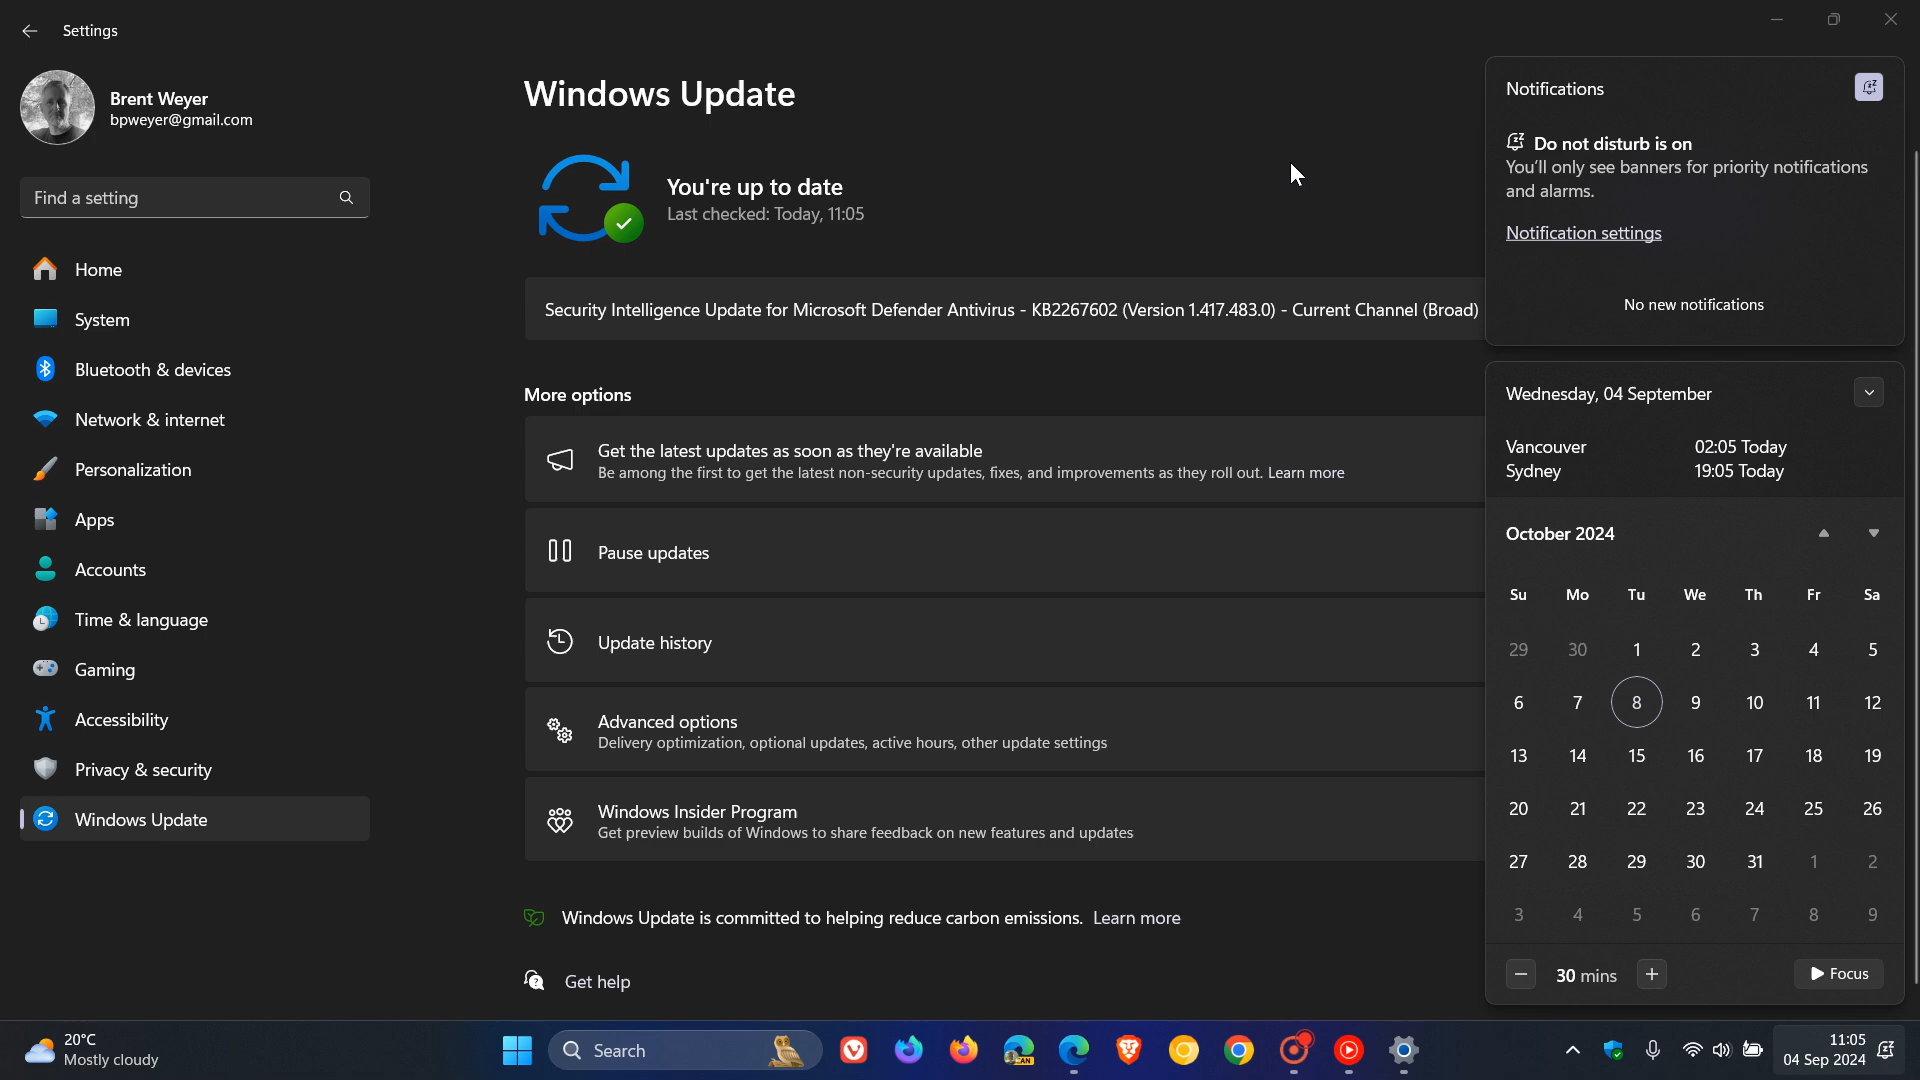 Settings
Brent Weyer
bpweyer@gmail.com
Find a setting
Home
System
Bluetooth & devices
Network & internet
Personalization
Apps
Accounts
Time & language
Gaming
Accessibility
Privacy & security
Windows Update
Windows Update
You're up to date
Last checked: Today, 11:05
Security Intelligence Update for Microsoft Defender Antivirus - KB2267602 (Version 1.417.483.0) - Current Channel (Broad)
More options
Get the latest updates as soon as they're available
Be among the first to get the latest non-security updates, fixes, and improvements as they roll out. Learn more
Pause updates
Update history
Advanced options
Delivery optimization, optional updates, active hours, other update settings
Windows Insider Program
Get preview builds of Windows to share feedback on new features and updates
Windows Update is committed to helping reduce carbon emissions. Learn more
Get help
Notifications
Do not disturb is on
You'll only see banners for priority notifications
and alarms.
Notification settings
No new notifications
Wednesday, 04 September
Vancouver 02:05 Today
Sydney 19:05 Today
October 2024
Su Mo Tu We Th Fr Sa
29 30 1 2 3 4 5
6 7 8 9 10 11 12
13 14 15 16 17 18 19
20 21 22 23 24 25 26
27 28 29 30 31 1 2
3 4 5 6 7 8 9
30 mins
Focus
20°C
Mostly cloudy
Search
CAN
11:05
04 Sep 2024